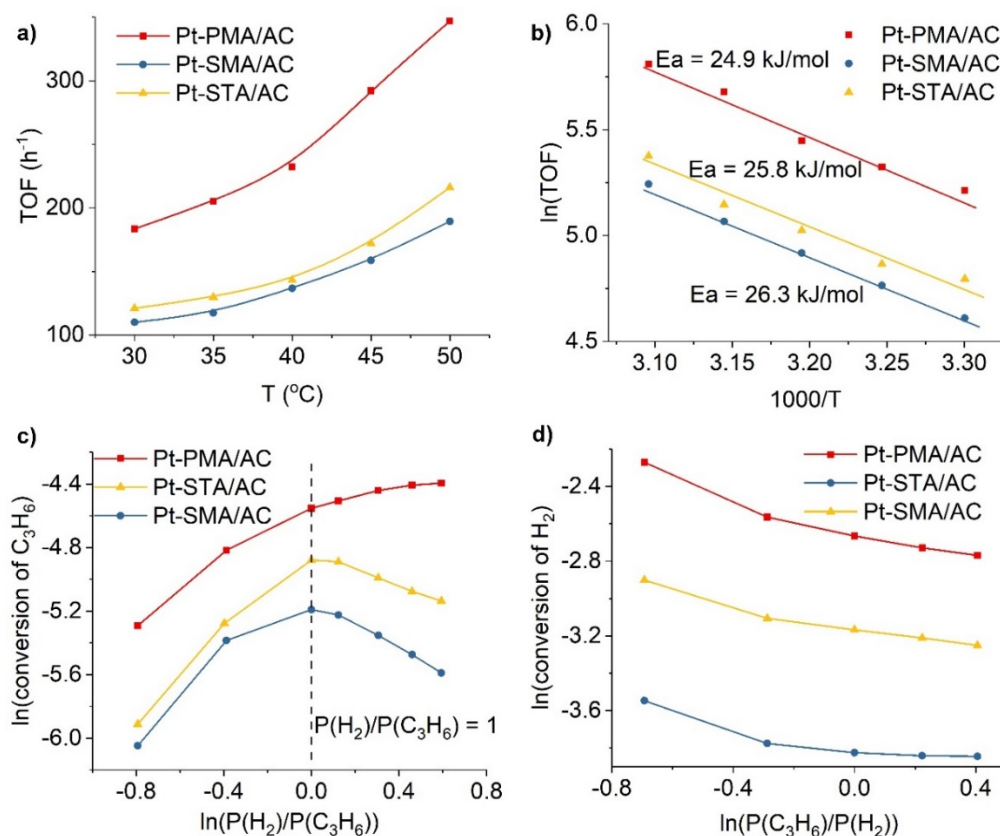 a)
Pt-PMA/AC
Pt-SMA/AC
Pt-STA/AC
300
200
100
TOF (h⁻¹)
30 35 40 45 50
T (°C)
b)
Pt-PMA/AC
Pt-SMA/AC
Pt-STA/AC
Ea = 24.9 kJ/mol
Ea = 25.8 kJ/mol
Ea = 26.3 kJ/mol
6.0
5.5
5.0
4.5
ln(TOF)
3.10 3.15 3.20 3.25 3.30
1000/T
c)
Pt-PMA/AC
Pt-STA/AC
Pt-SMA/AC
-4.4
-4.8
-5.2
-5.6
-6.0
ln(conversion of C₃H₆)
P(H₂)/P(C₃H₆) = 1
-0.8 -0.4 0.0 0.4 0.8
ln(P(H₂)/P(C₃H₆))
d)
Pt-PMA/AC
Pt-STA/AC
Pt-SMA/AC
-2.4
-2.8
-3.2
-3.6
ln(conversion of H₂)
-0.8 -0.4 0.0 0.4
ln(P(C₃H₆)/P(H₂))